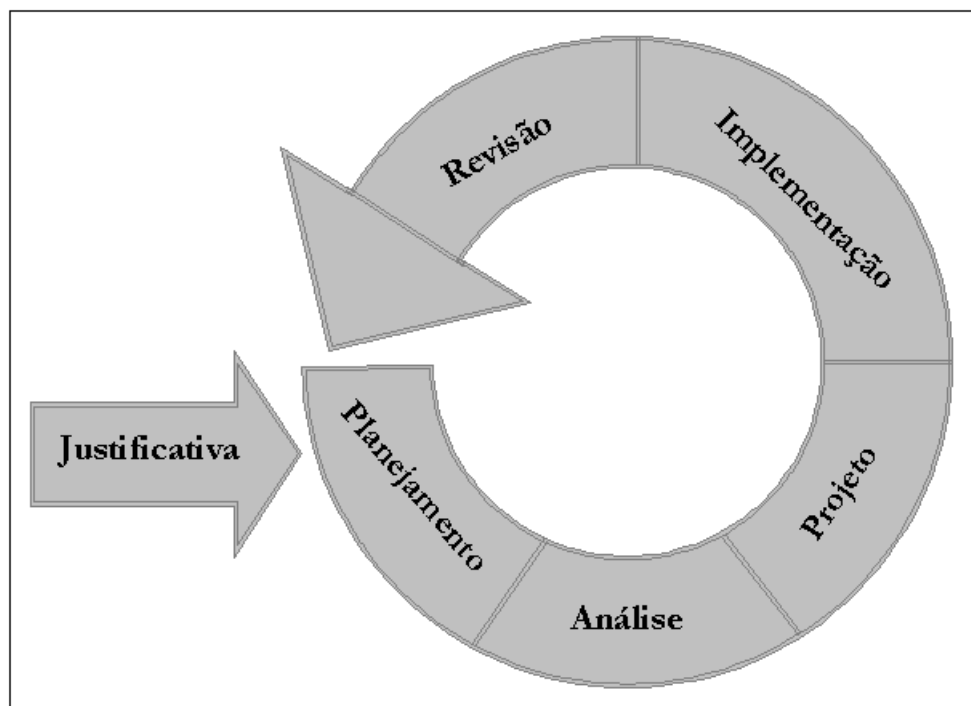 Justificativa
Planejamento
Análise
Projeto
Implementação
Revisão